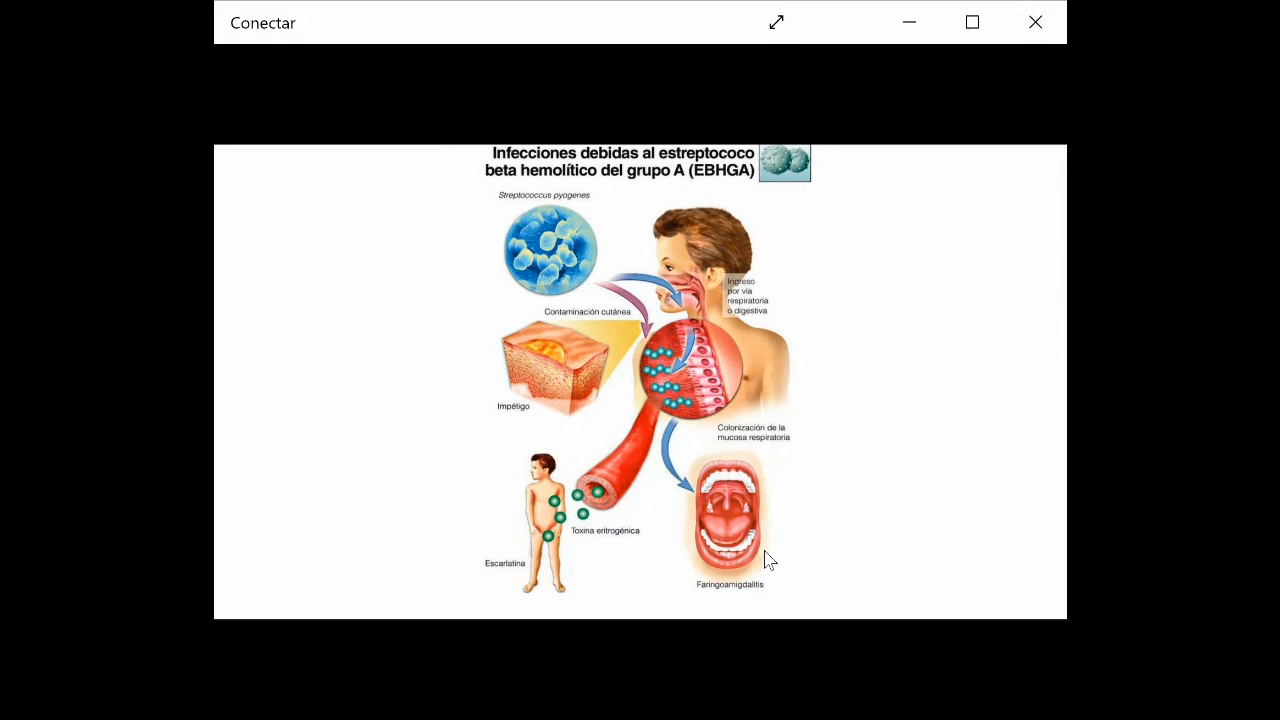 Conectar
Infecciones debidas al estreptococo
beta hemolítico del grupo A (EBHGA)
Streptococcus pyogenes
Ingreso
por vía
respiratoria
o digestiva
Contaminación cutánea
Impétigo
Colonización de la
mucosa respiratoria
Toxina eritrogénica
Escarlatina
Faringoamigdalitis